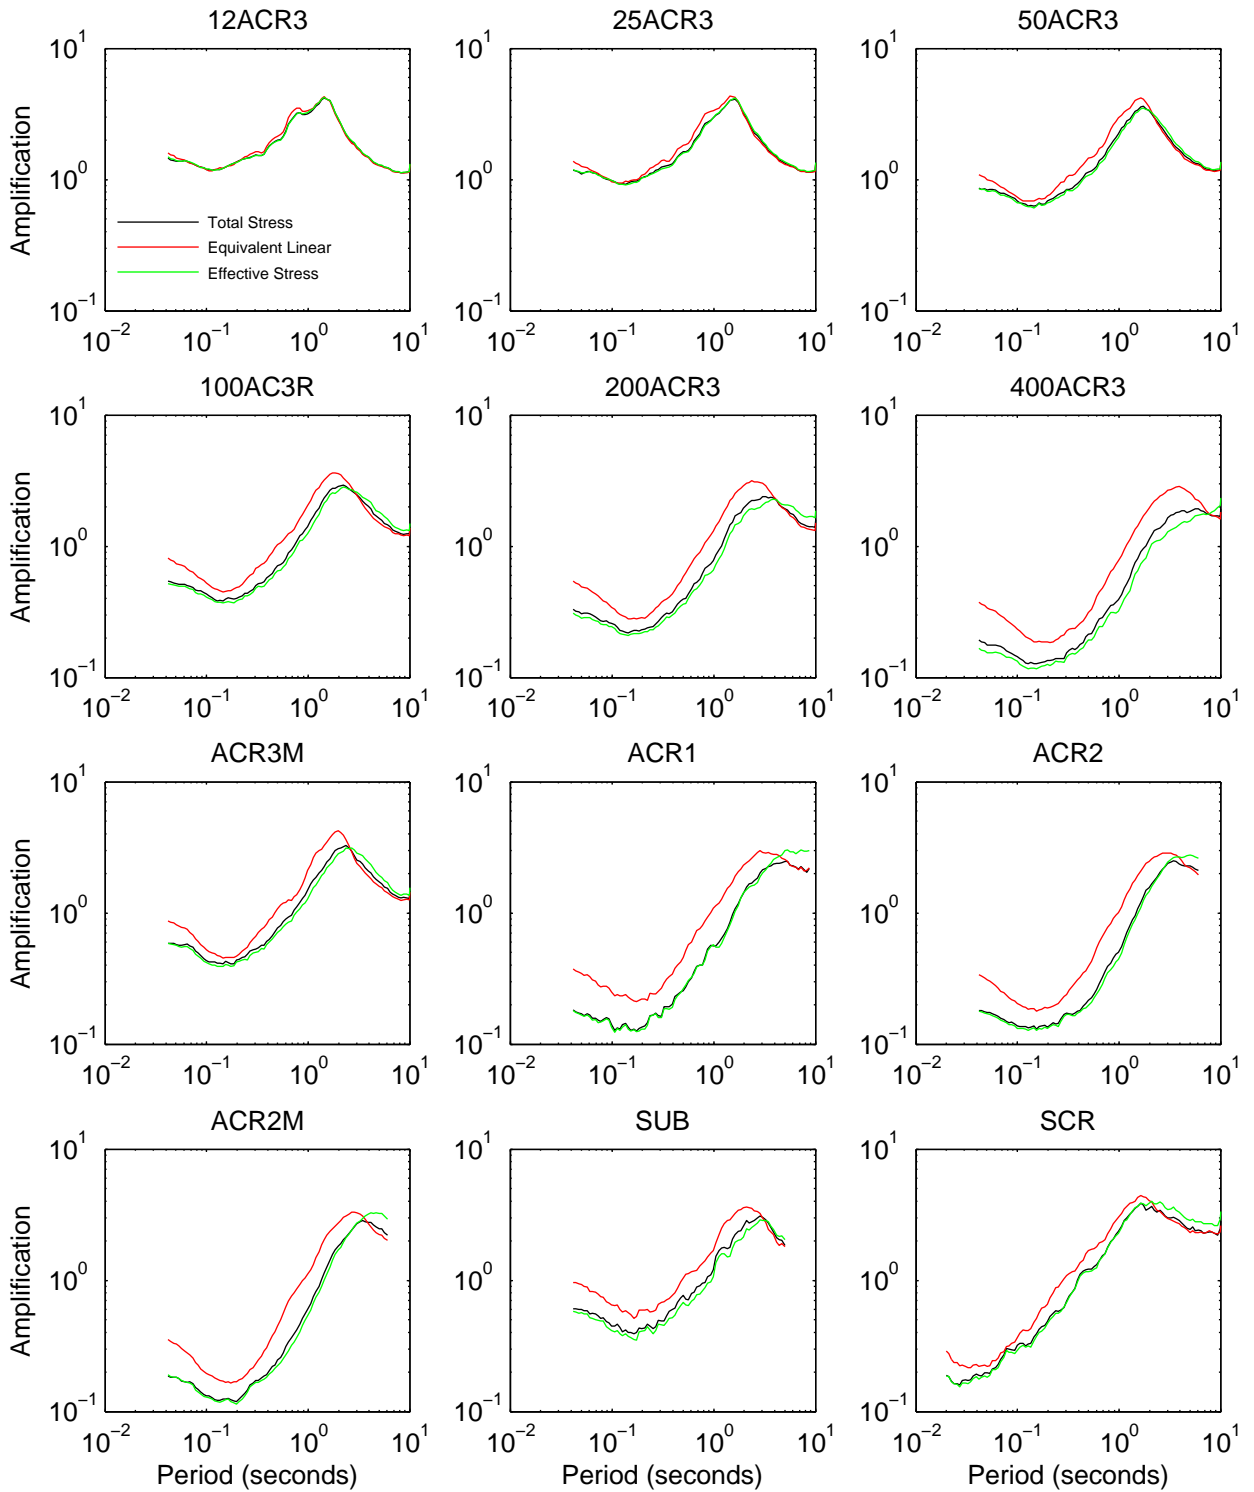 12ACR3 25ACR3 50ACR3
10^1 10^1 10^1
Amplification
10^0 10^0 10^0
Total Stress
Equivalent Linear
Effective Stress
10^−1 10^−1 10^−1
10^−2 10^−1 10^0 10^1 10^−2 10^−1 10^0 10^1 10^−2 10^−1 10^0 10^1
100AC3R 200ACR3 400ACR3
10^1 10^1 10^1
Amplification
10^0 10^0 10^0
10^−1 10^−1 10^−1
10^−2 10^−1 10^0 10^1 10^−2 10^−1 10^0 10^1 10^−2 10^−1 10^0 10^1
ACR3M ACR1 ACR2
10^1 10^1 10^1
Amplification
10^0 10^0 10^0
10^−1 10^−1 10^−1
10^−2 10^−1 10^0 10^1 10^−2 10^−1 10^0 10^1 10^−2 10^−1 10^0 10^1
ACR2M SUB SCR
10^1 10^1 10^1
Amplification
10^0 10^0 10^0
10^−1 10^−1 10^−1
10^−2 10^−1 10^0 10^1 10^−2 10^−1 10^0 10^1 10^−2 10^−1 10^0 10^1
Period (seconds) Period (seconds) Period (seconds)